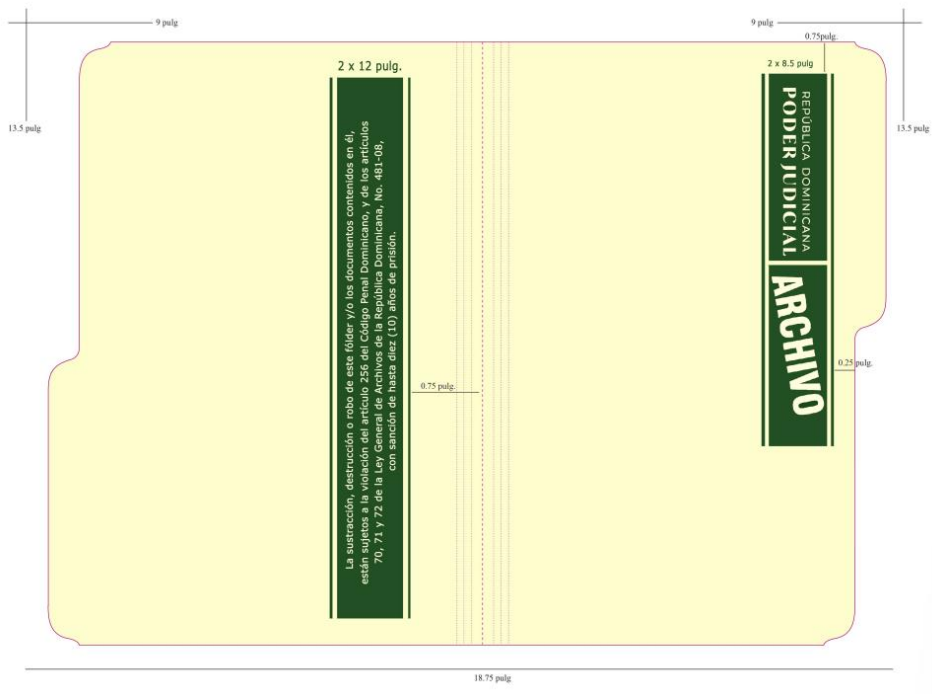 9 pulg
9 pulg
0.75pulg.
2 x 12 pulg.
2 x 8.5 pulg
13.5 pulg
13.5 pulg
La sustracción, destrucción o robo de este fólder y/o los documentos contenidos en él,
están sujetos a la violación del artículo 256 del Código Penal Dominicano, y de los artículos
70, 71 y 72 de la Ley General de Archivos de la República Dominicana, No. 481-08,
con sanción de hasta diez (10) años de prisión.
REPÚBLICA DOMINICANA
PODER JUDICIAL
ARCHIVO
0.25 pulg.
0.75 pulg.
18.75 pulg